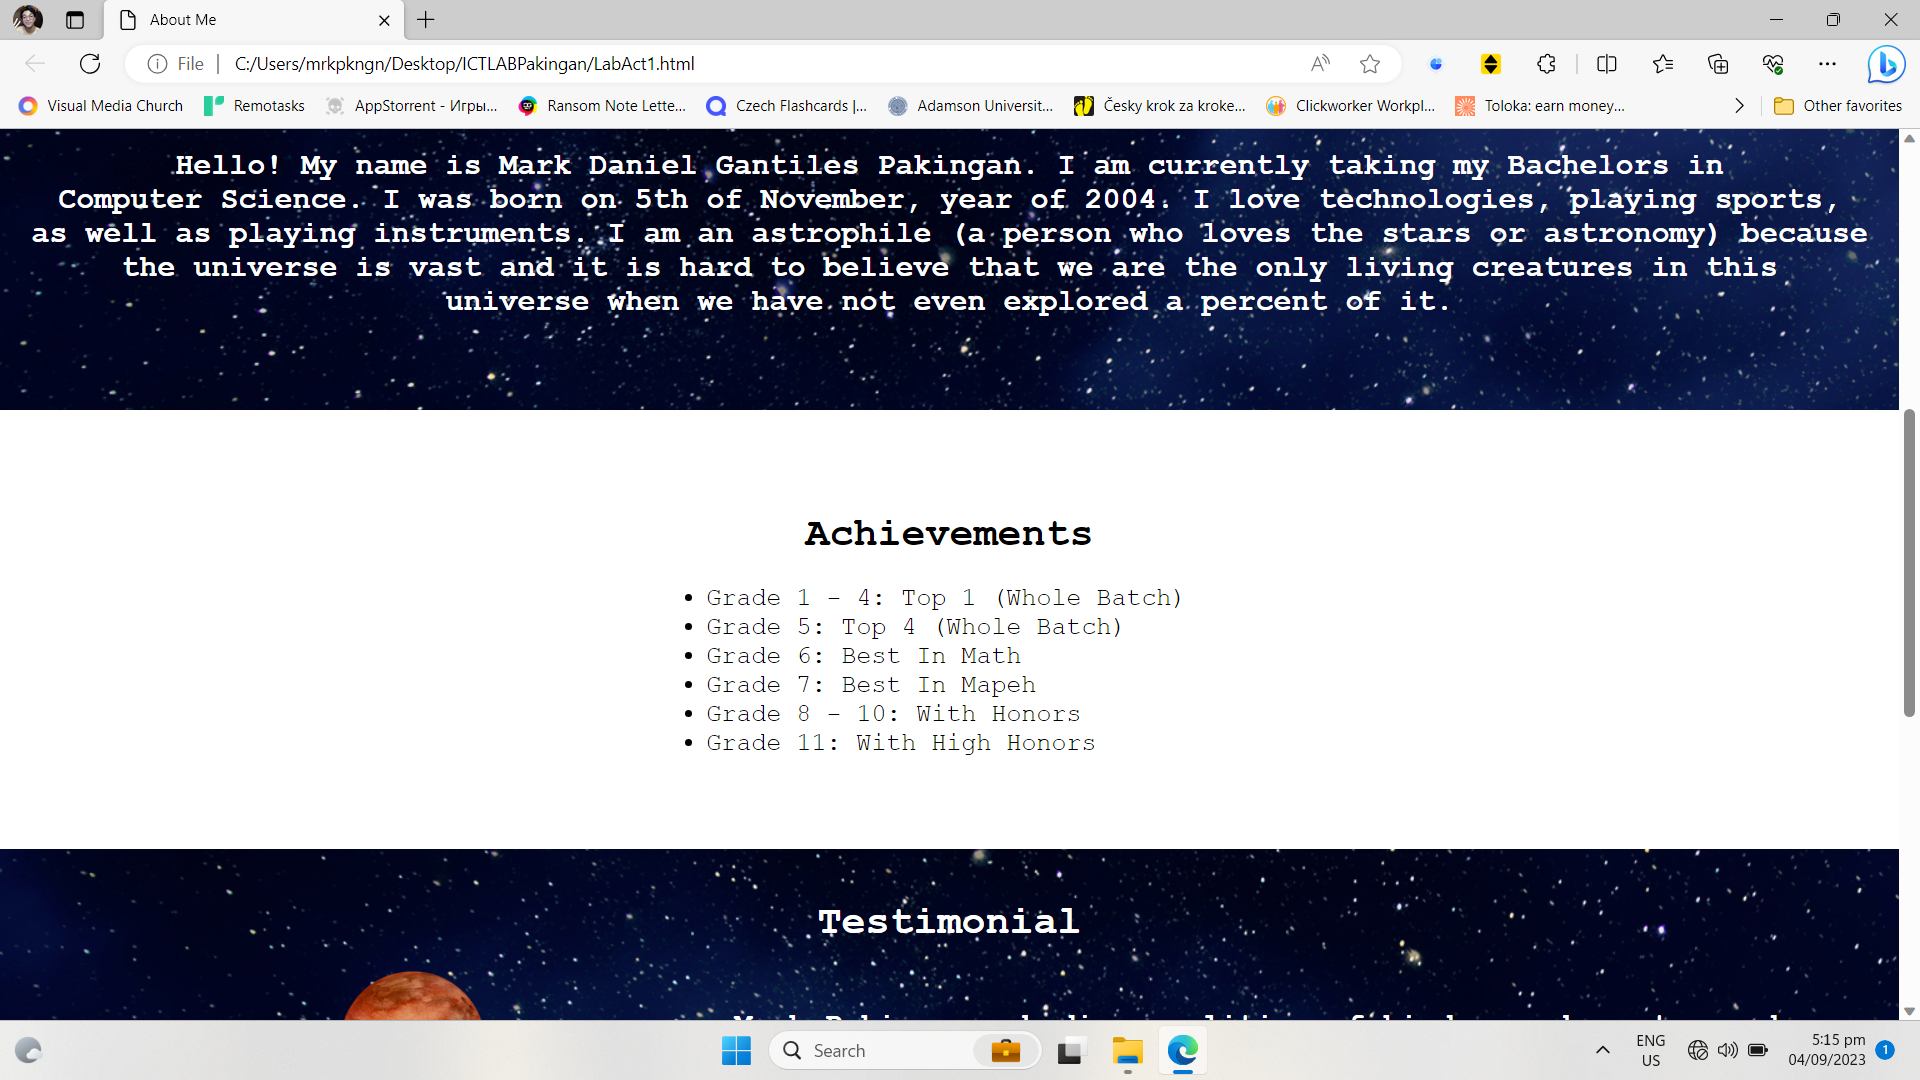 About Me
File
C:/Users/mrkpkngn/Desktop/ICTLABPakingan/LabAct1.html
Visual Media Church
Remotasks
AppStorrent - Игры...
Ransom Note Lette...
Czech Flashcards |...
Adamson Universit...
Česky krok za kroke...
Clickworker Workpl...
Toloka: earn money...
Other favorites
Hello! My name is Mark Daniel Gantiles Pakingan. I am currently taking my Bachelors in
Computer Science. I was born on 5th of November, year of 2004. I love technologies, playing sports,
as well as playing instruments. I am an astrophile (a person who loves the stars or astronomy) because
the universe is vast and it is hard to believe that we are the only living creatures in this
universe when we have not even explored a percent of it.
Achievements
• Grade 1 - 4: Top 1 (Whole Batch)
• Grade 5: Top 4 (Whole Batch)
• Grade 6: Best In Math
• Grade 7: Best In Mapeh
• Grade 8 - 10: With Honors
• Grade 11: With High Honors
Testimonial
Search
ENG
US
5:15 pm
04/09/2023
1